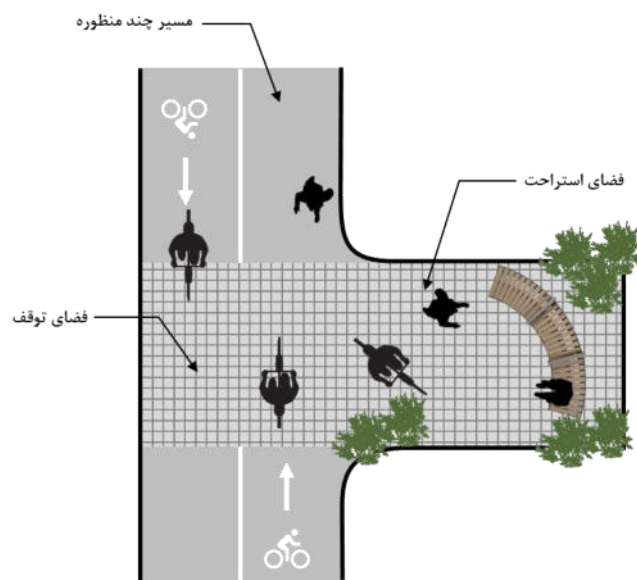 مسیر چند منظوره
فضای استراحت
فضای توقف